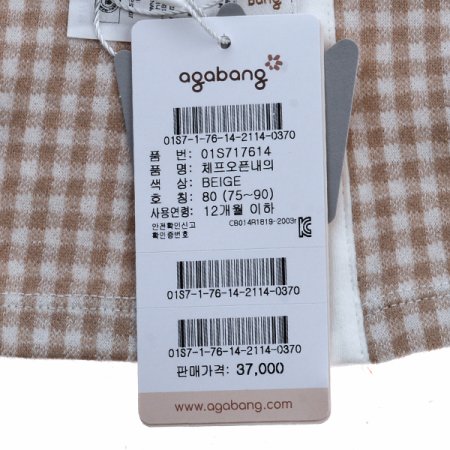 agabang
01S7-1-76-14-2114-0370
품 번: 01S717614
품 명: 체프오픈내의
색 상: BEIGE
호 칭: 80 (75~90)
사용연령: 12개월 이하
안전확인신고
확인증번호 CB014R1819-2003
01S7-1-76-14-2114-0370
01S7-1-76-14-2114-0370
판매가격: 37,000
www.agabang.com